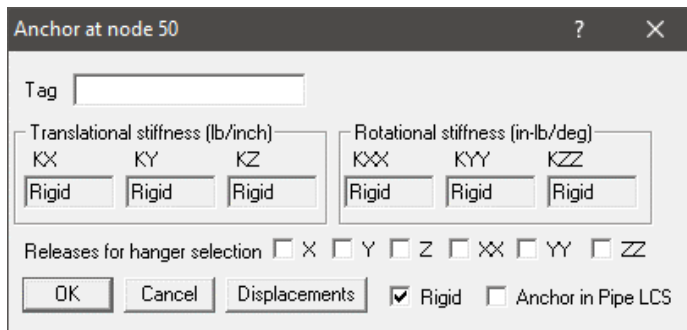 Anchor at node 50 ? ×
Tag
Translational stiffness (lb/inch) Rotational stiffness (in-lb/deg)
KX KY KZ KXX KYY KZZ
Rigid Rigid Rigid Rigid Rigid Rigid
Releases for hanger selection X Y Z XX YY ZZ
OK Cancel Displacements Rigid Anchor in Pipe LCS